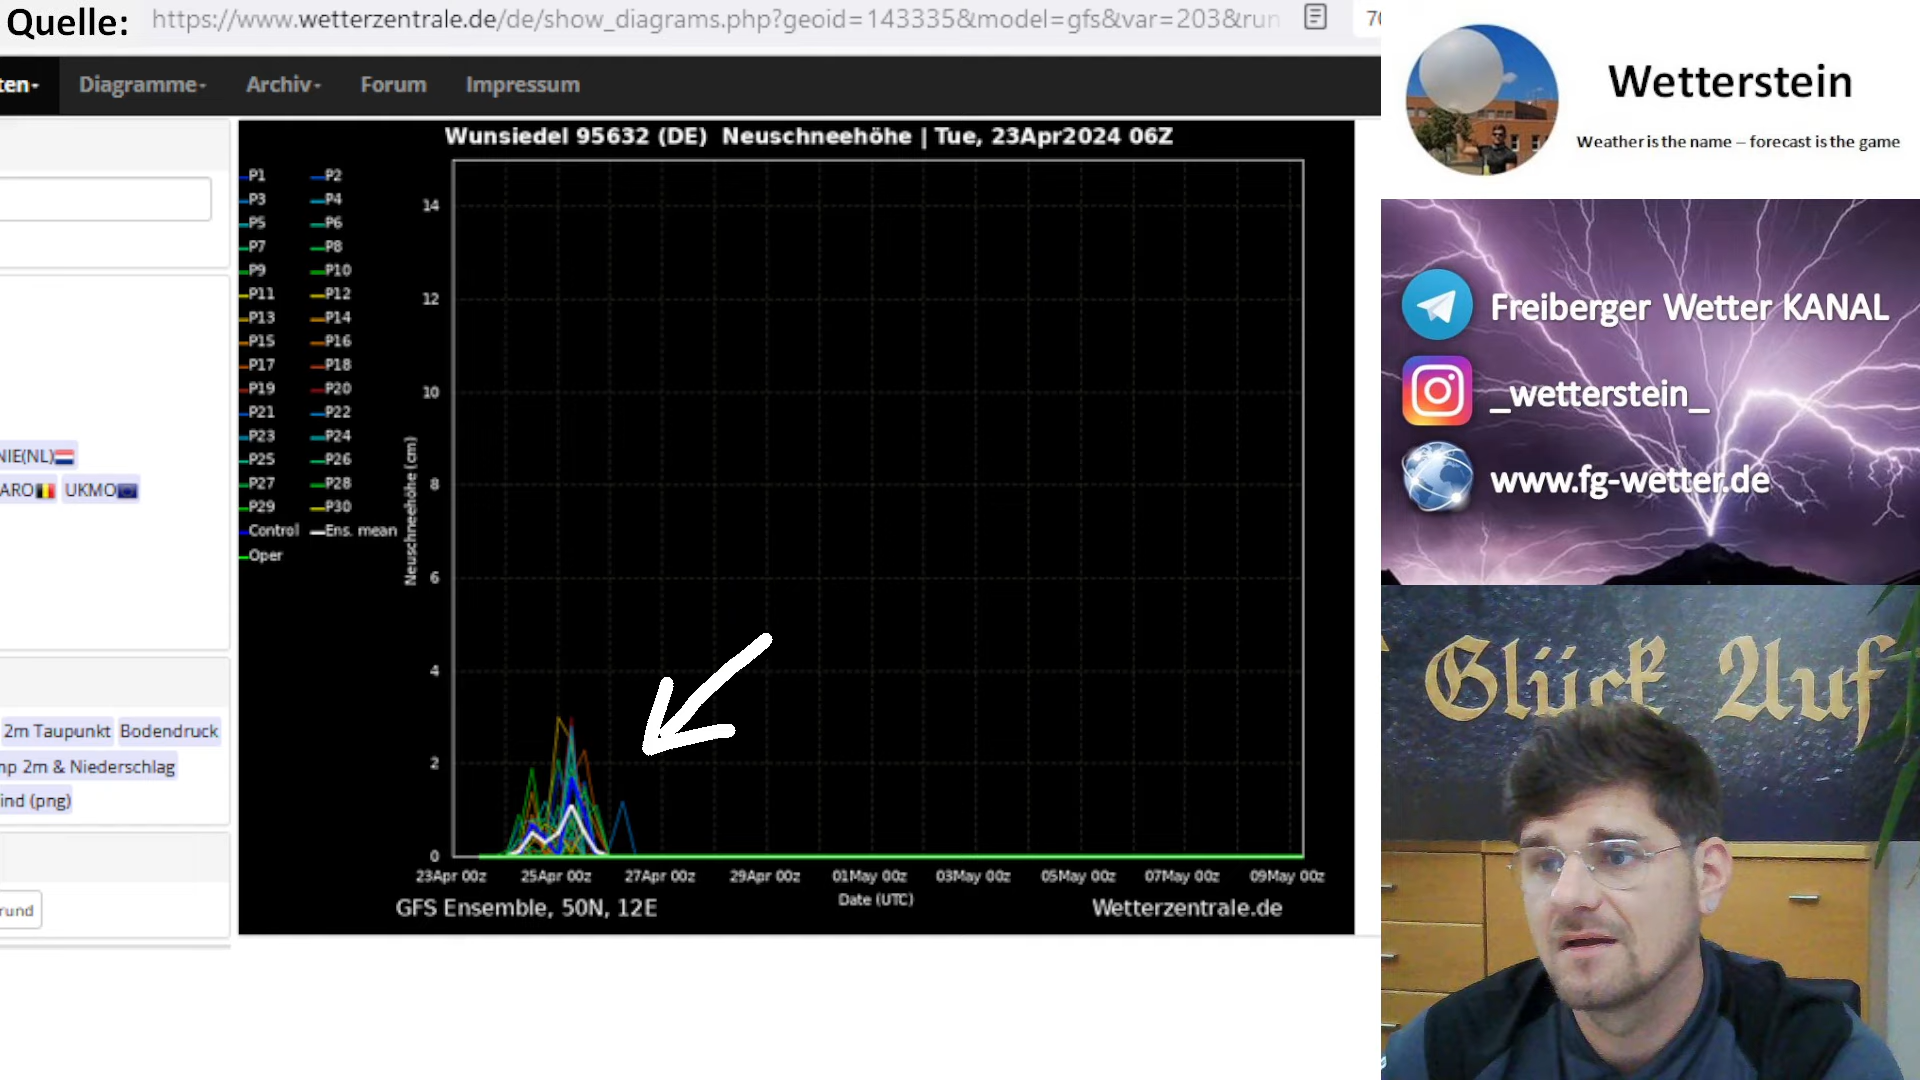 Quelle:
https://www.wetterzentrale.de/de/show_diagrams.php?geoid=143335&model=gfs&var=203&run
ten
Diagramme
Archiv
Forum
Impressum
NIE(NL)
ARO
UKMO
2m Taupunkt
Bodendruck
mp 2m & Niederschlag
ind (png)
rund
Wunsiedel 95632 (DE) Neuschneehöhe | Tue, 23Apr2024 06Z
P1 P2
P3 P4
P5 P6
P7 P8
P9 P10
P11 P12
P13 P14
P15 P16
P17 P18
P19 P20
P21 P22
P23 P24
P25 P26
P27 P28
P29 P30
Control Ens. mean
Oper
Neuschneehöhe (cm)
14
12
10
8
6
4
2
0
23Apr 00z 25Apr 00z 27Apr 00z 29Apr 00z 01May 00z 03May 00z 05May 00z 07May 00z 09May 00z
Date (UTC)
GFS Ensemble, 50N, 12E
Wetterzentrale.de
Wetterstein
Weather is the name – forecast is the game
Freiberger Wetter KANAL
_wetterstein_
www.fg-wetter.de
Glück Auf